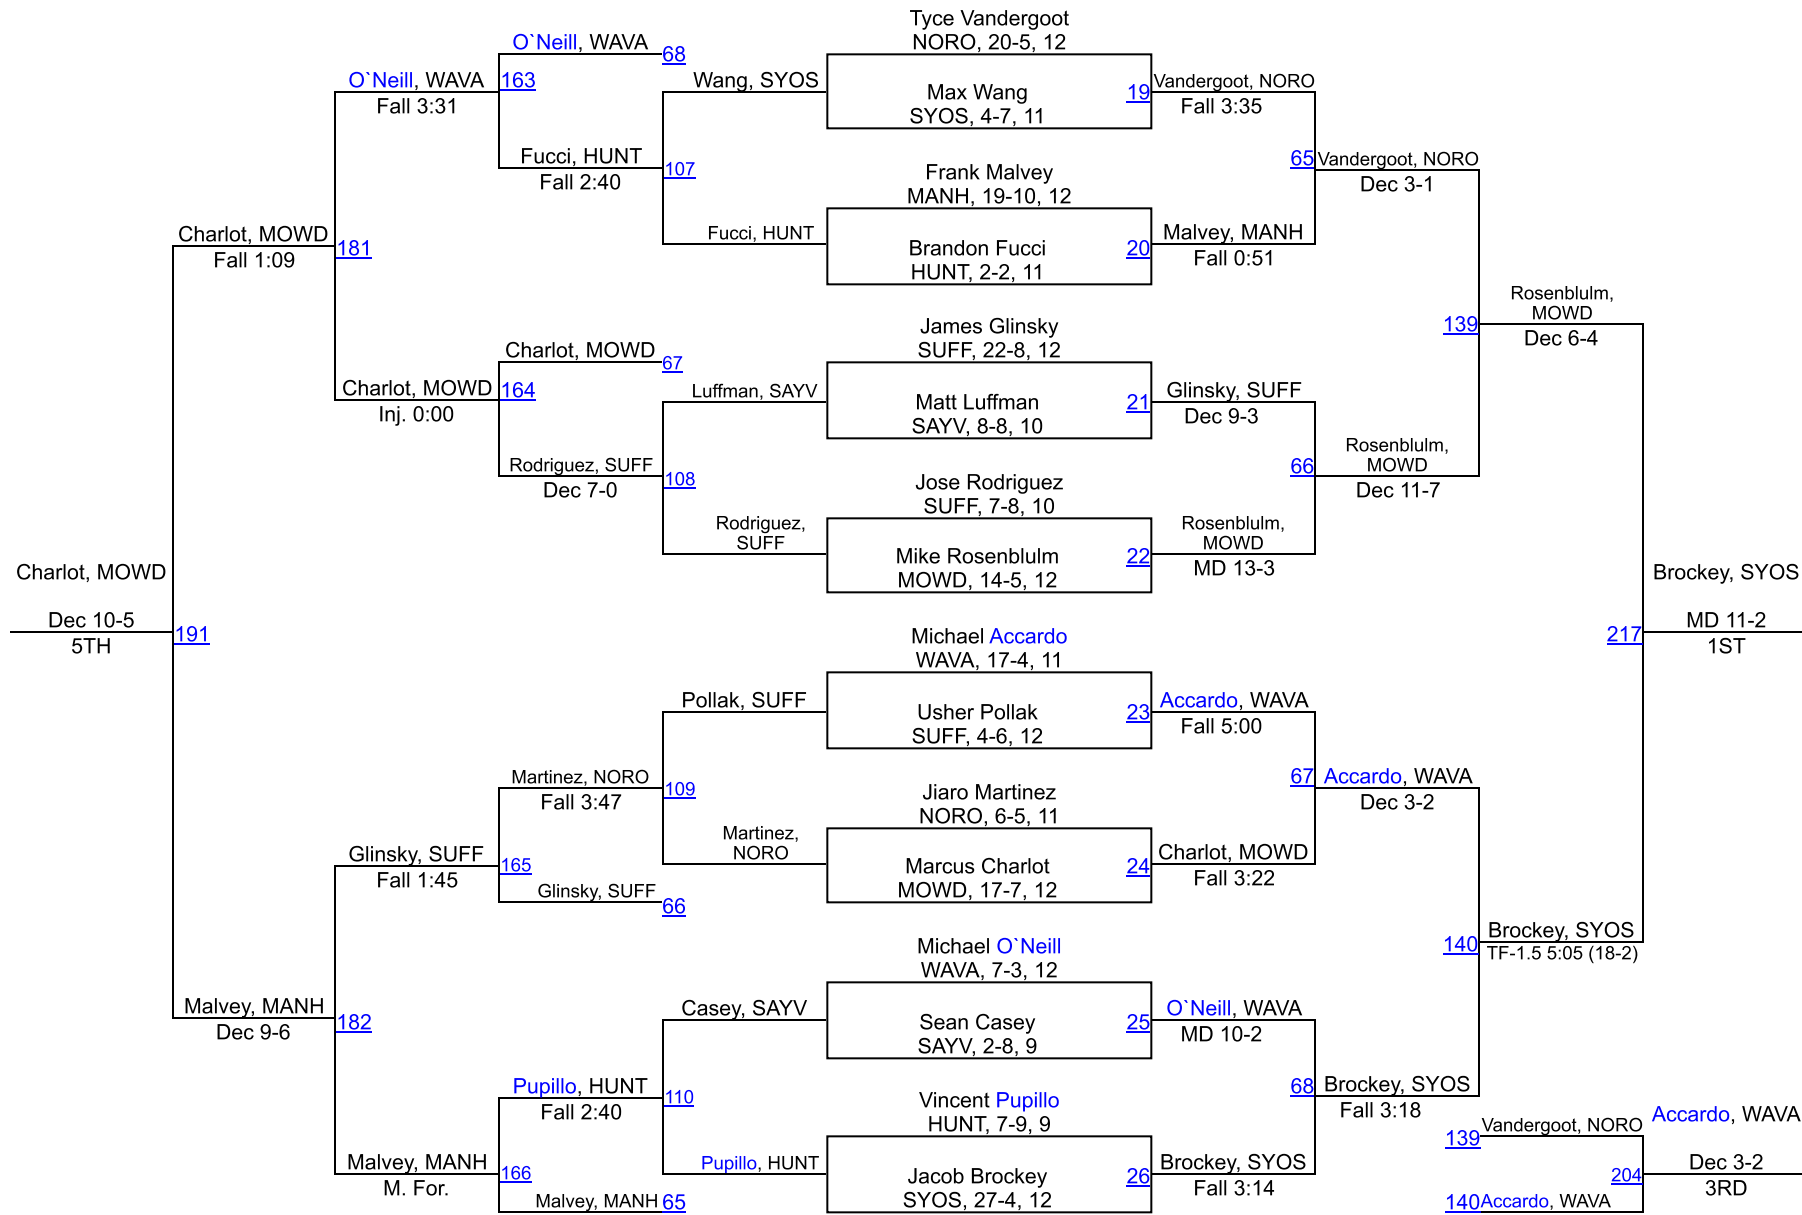 Tyce Vandergoot
NORO, 20-5, 12
O`Neill, WAVA
68
O`Neill, WAVA
163
Wang, SYOS
Max Wang
19
Vandergoot, NORO
Fall 3:31
SYOS, 4-7, 11
Fall 3:35
Fucci, HUNT
107
Frank Malvey
65
Vandergoot, NORO
Fall 2:40
MANH, 19-10, 12
Dec 3-1
Charlot, MOWD
181
Fucci, HUNT
Brandon Fucci
20
Malvey, MANH
Fall 1:09
HUNT, 2-2, 11
Fall 0:51
Rosenblulm,
MOWD
139
Dec 6-4
James Glinsky
SUFF, 22-8, 12
Charlot, MOWD
67
Charlot, MOWD
164
Luffman, SAYV
Matt Luffman
21
Glinsky, SUFF
Inj. 0:00
SAYV, 8-8, 10
Dec 9-3
Rodriguez, SUFF
108
Jose Rodriguez
66
Rosenblulm,
MOWD
Dec 7-0
SUFF, 7-8, 10
Dec 11-7
Rodriguez,
SUFF
Mike Rosenblulm
22
Rosenblulm,
MOWD
MOWD, 14-5, 12
MD 13-3
Charlot, MOWD
Brockey, SYOS
Dec 10-5
191
5TH
217
MD 11-2
1ST
Michael Accardo
WAVA, 17-4, 11
Pollak, SUFF
Usher Pollak
23
Accardo, WAVA
SUFF, 4-6, 12
Fall 5:00
Martinez, NORO
109
Jiaro Martinez
67
Accardo, WAVA
Fall 3:47
NORO, 6-5, 11
Dec 3-2
Martinez,
NORO
Glinsky, SUFF
165
Marcus Charlot
24
Charlot, MOWD
Fall 1:45
MOWD, 17-7, 12
Fall 3:22
Glinsky, SUFF
66
Michael O`Neill
WAVA, 7-3, 12
140
Brockey, SYOS
TF-1.5 5:05 (18-2)
Malvey, MANH
182
Casey, SAYV
Sean Casey
25
O`Neill, WAVA
Dec 9-6
SAYV, 2-8, 9
MD 10-2
Pupillo, HUNT
110
Vincent Pupillo
68
Brockey, SYOS
Fall 2:40
HUNT, 7-9, 9
Fall 3:18
139
Vandergoot, NORO
Accardo, WAVA
Malvey, MANH
166
Pupillo, HUNT
Jacob Brockey
26
Brockey, SYOS
204
Dec 3-2
M. For.
SYOS, 27-4, 12
Fall 3:14
3RD
Malvey, MANH
65
140
Accardo, WAVA